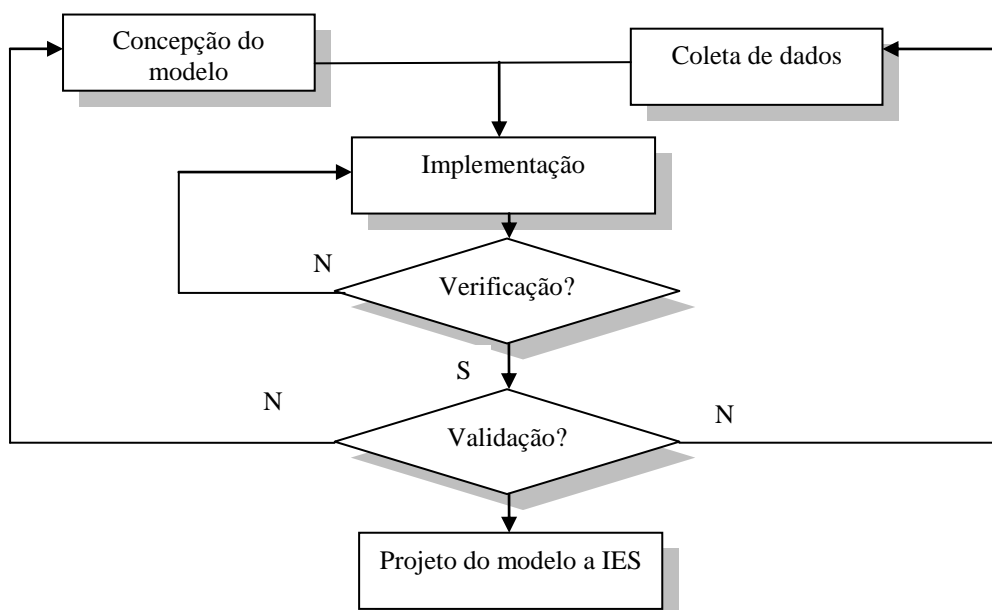 Concepção do
modelo
Coleta de dados
Implementação
N
Verificação?
S
N
Validação?
N
Projeto do modelo a IES